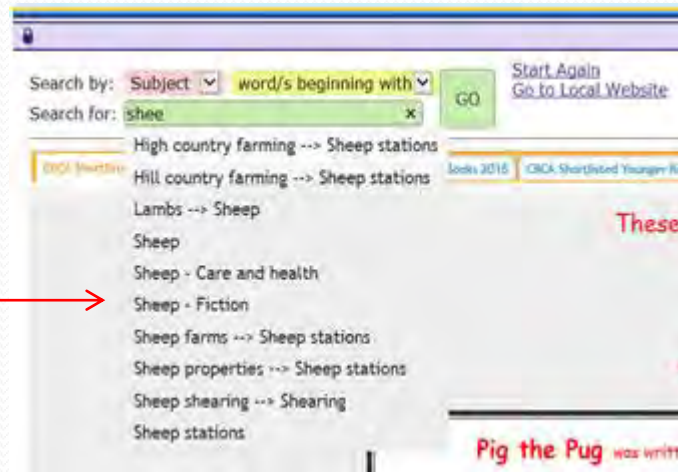 Search by: Subject word/s beginning with
Search for: shee x
GO
Start Again
Go to Local Website
High country farming --> Sheep stations
Hill country farming --> Sheep stations
Lambs --> Sheep
Sheep
Sheep - Care and health
Sheep - Fiction
Sheep farms --> Sheep stations
Sheep properties --> Sheep stations
Sheep shearing --> Shearing
Sheep stations
CBCA Shortlisted Younger
These
Pig the Pug was writt